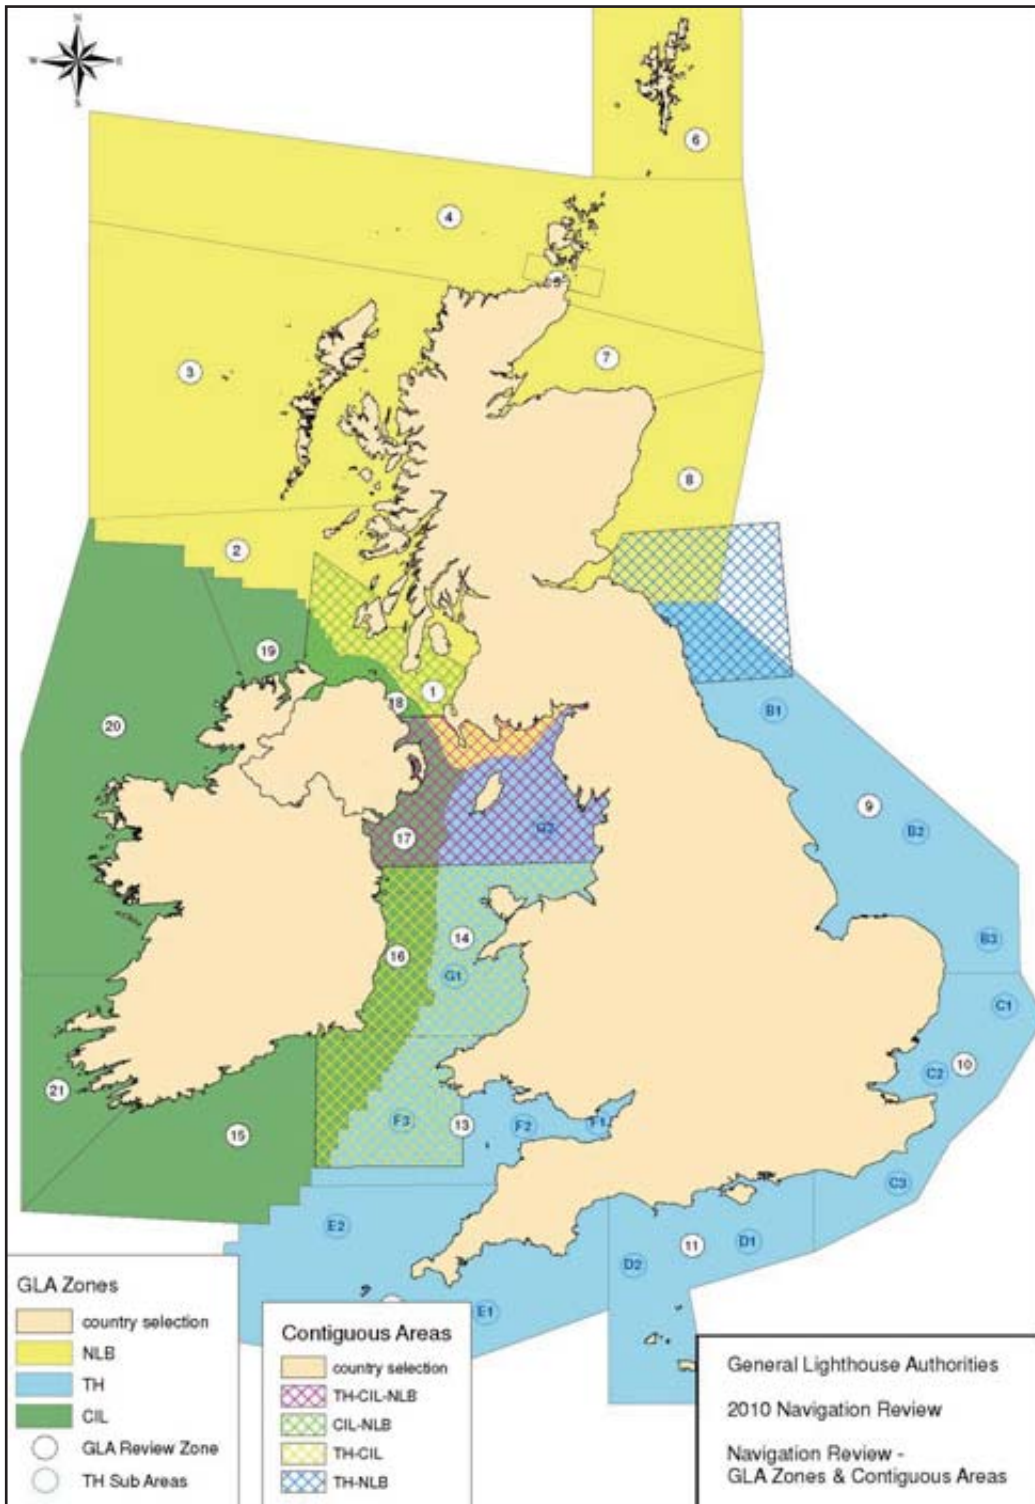 N
W
E
S
6
4
5
7
3
8
2
19
1
18
20
B1
9
B2
17
G2
B3
14
16
G1
C1
10
C2
21
15
F3
13
F2
F1
C3
E2
D1
11
D2
E1
GLA Zones
country selection
NLB
TH
CIL
GLA Review Zone
TH Sub Areas
Contiguous Areas
country selection
TH-CIL-NLB
CIL-NLB
TH-CIL
TH-NLB
General Lighthouse Authorities
2010 Navigation Review
Navigation Review -
GLA Zones & Contiguous Areas